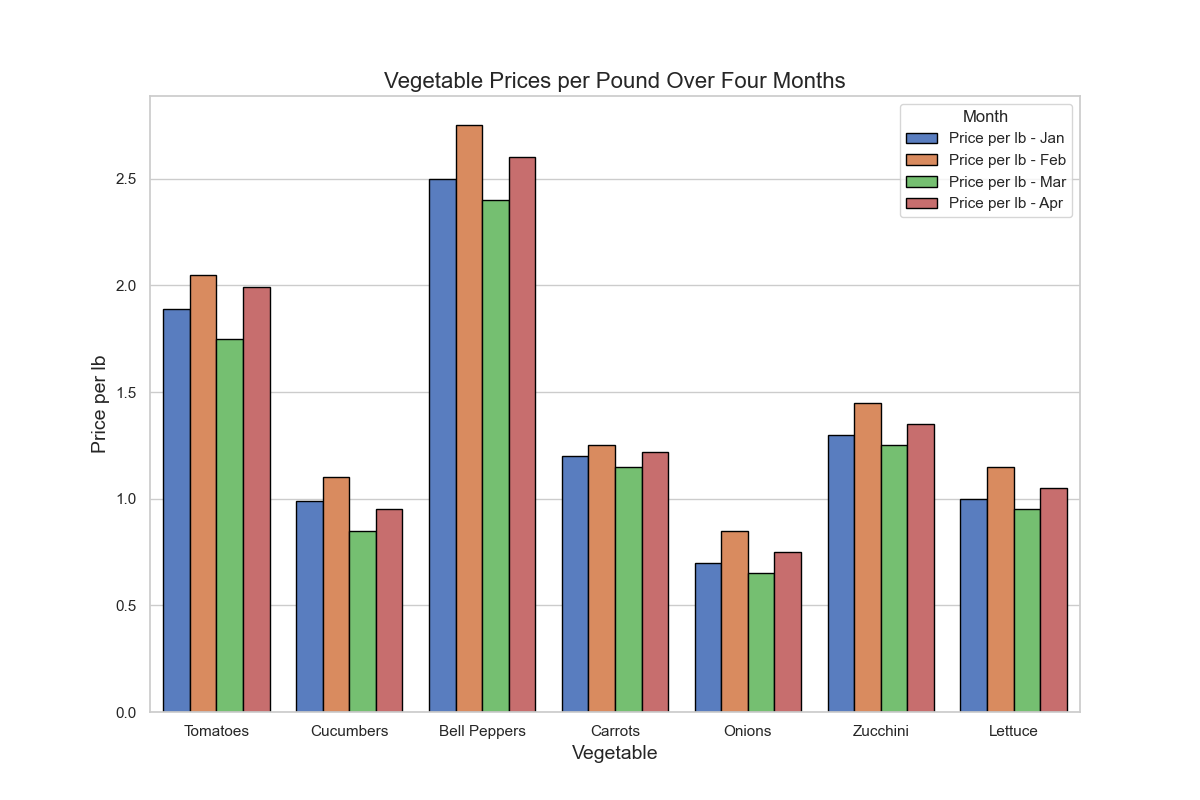 Vegetable Prices per Pound Over Four Months
Month
Price per lb - Jan
Price per lb - Feb
Price per lb - Mar
Price per lb - Apr
Price per lb
2.5
2.0
1.5
1.0
0.5
0.0
Tomatoes Cucumbers Bell Peppers Carrots Onions Zucchini Lettuce
Vegetable